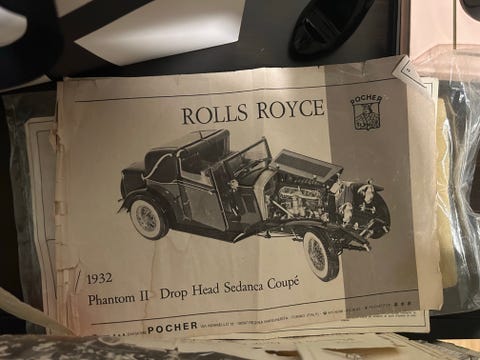 ROLLS ROYCE
POCHER
1932
Phantom II Drop Head Sedanca Coupé
POCHER